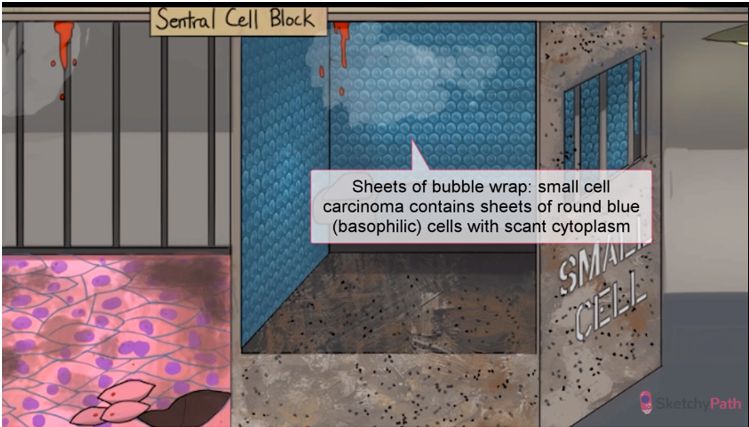 Sentral Cell Block
Sheets of bubble wrap: small cell
carcinoma contains sheets of round blue
(basophilic) cells with scant cytoplasm
SMALL
CELL
SketchyPath